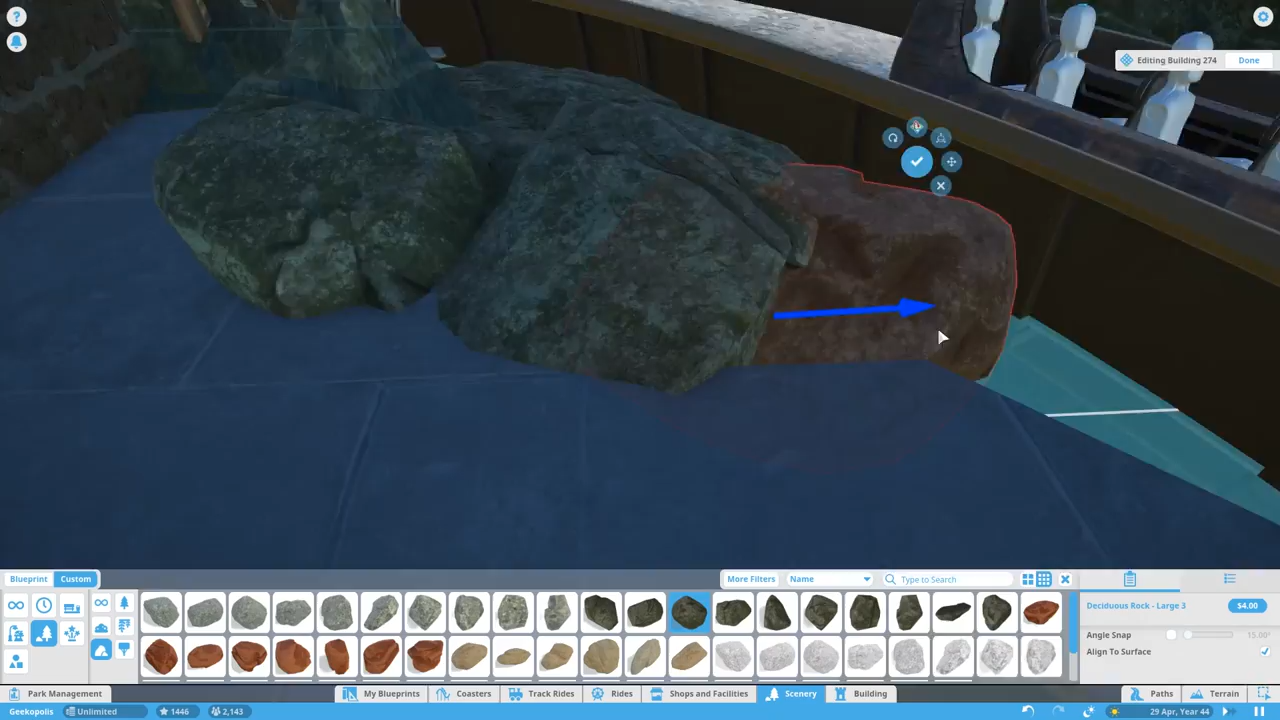 Editing Building 274 Done
Blueprint Custom More Filters Name Type to Search
Deciduous Rock - Large 3 $4.00
Angle Snap 15.00°
Align To Surface
Park Management My Blueprints Coasters Track Rides Rides Shops and Facilities Scenery Building Paths Terrain
Geekopolis Unlimited 1446 2,143 29 Apr, Year 44